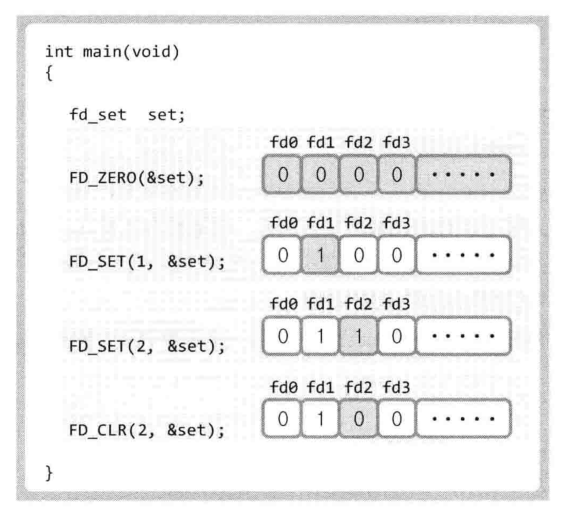 int main(void)
{
fd_set set;
fd0 fd1 fd2 fd3
FD_ZERO(&set); 0 0 0 0 .....
fd0 fd1 fd2 fd3
FD_SET(1, &set); 0 1 0 0 .....
fd0 fd1 fd2 fd3
FD_SET(2, &set); 0 1 1 0 .....
fd0 fd1 fd2 fd3
FD_CLR(2, &set); 0 1 0 0 .....
}